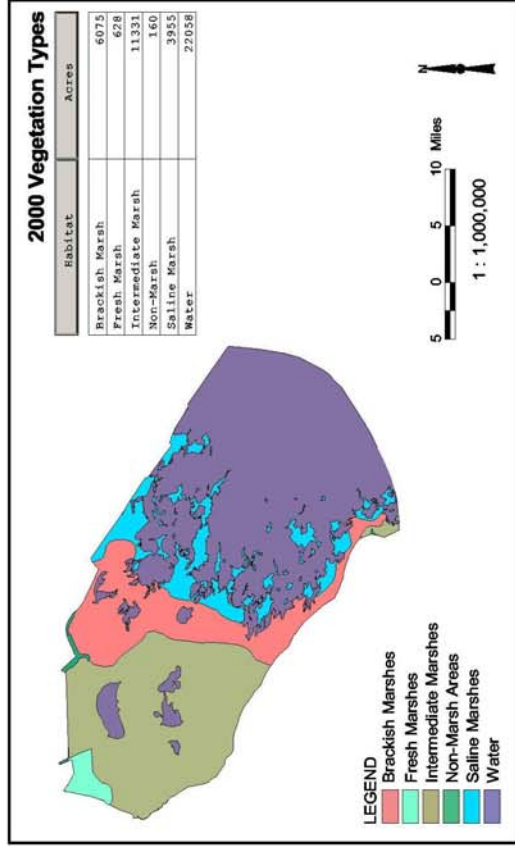 2000 Vegetation Types
Habitat Acres
Brackish Marsh 6075
Fresh Marsh 628
Intermediate Marsh 11331
Non-Marsh 160
Saline Marsh 3955
Water 22058
LEGEND
Brackish Marshes
Fresh Marshes
Intermediate Marshes
Non-Marsh Areas
Saline Marshes
Water
5 0 5 10 Miles
1 : 1,000,000
N